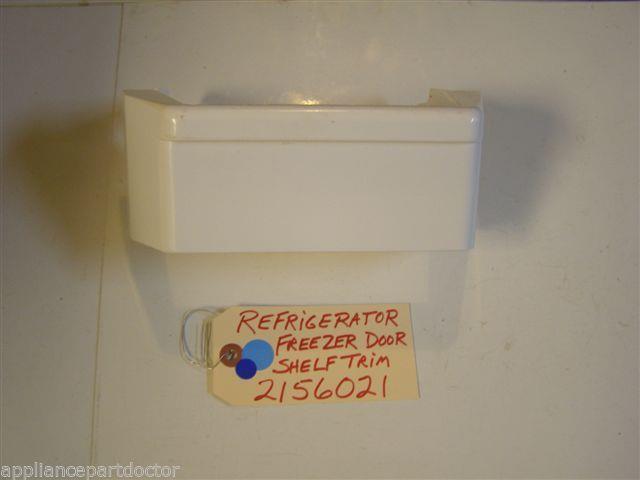 REFRIGERATOR
FREEZER DOOR
SHELF TRIM
2156021
appliancepartdoctor